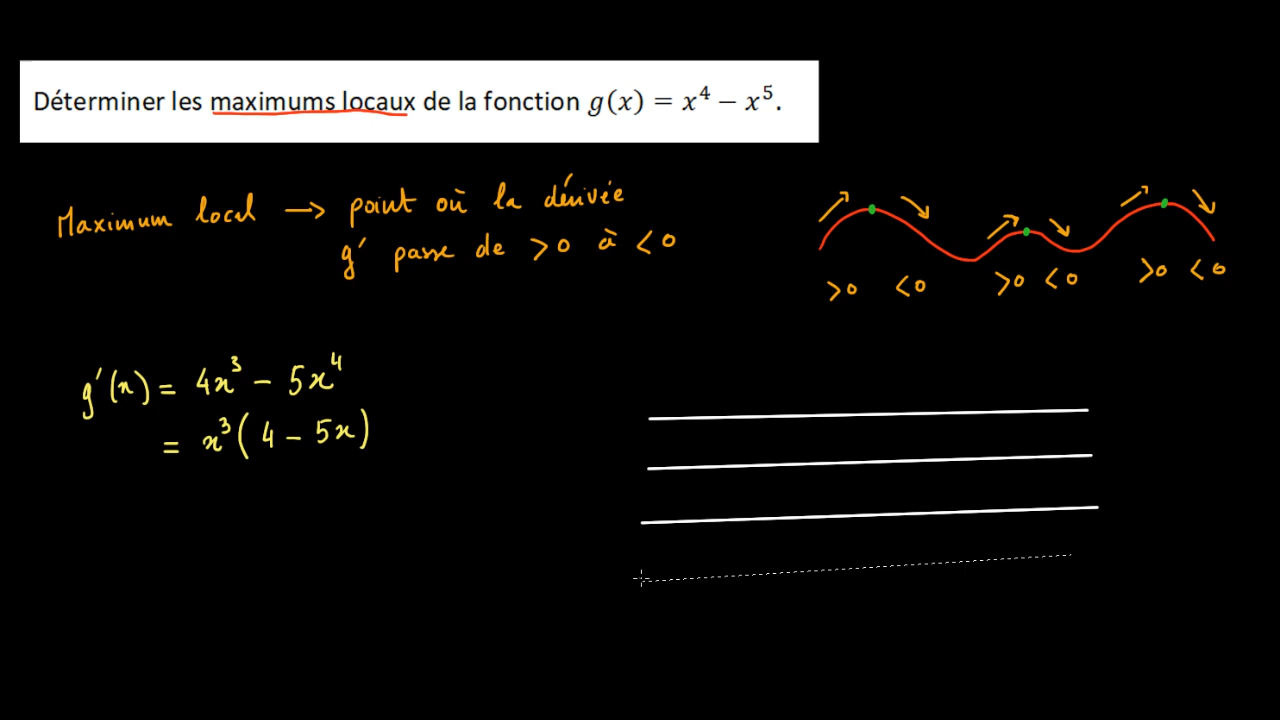 Déterminer les maximums locaux de la fonction g(x) = x⁴ − x⁵.
Maximum local → point où la dérivée
g' passe de >0 à <0
>0 <0 >0 <0 >0 <0
g'(x) = 4x³ − 5x⁴
= x³(4 − 5x)